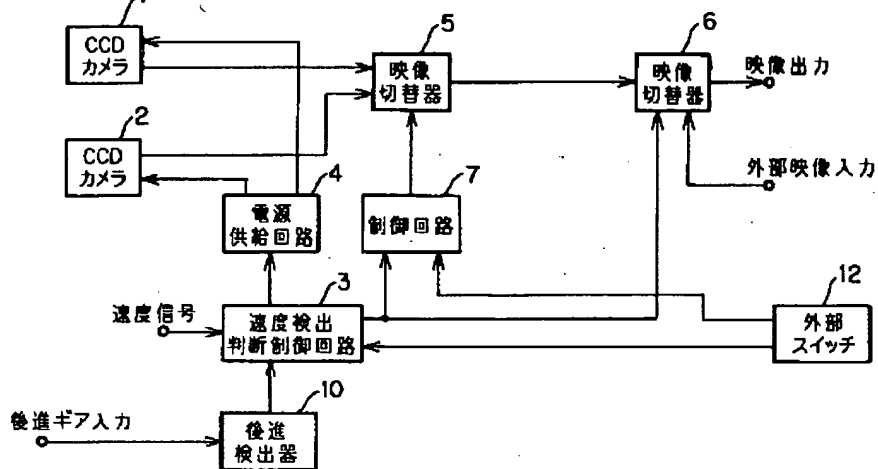 CCD
カメラ
5
映像
切替器
6
映像
切替器
映像出力
2
CCD
カメラ
外部映像入力
4
電源
供給回路
7
制御回路
速度信号
3
速度検出
判断制御回路
12
外部
スイッチ
後進ギア入力
10
後進
検出器